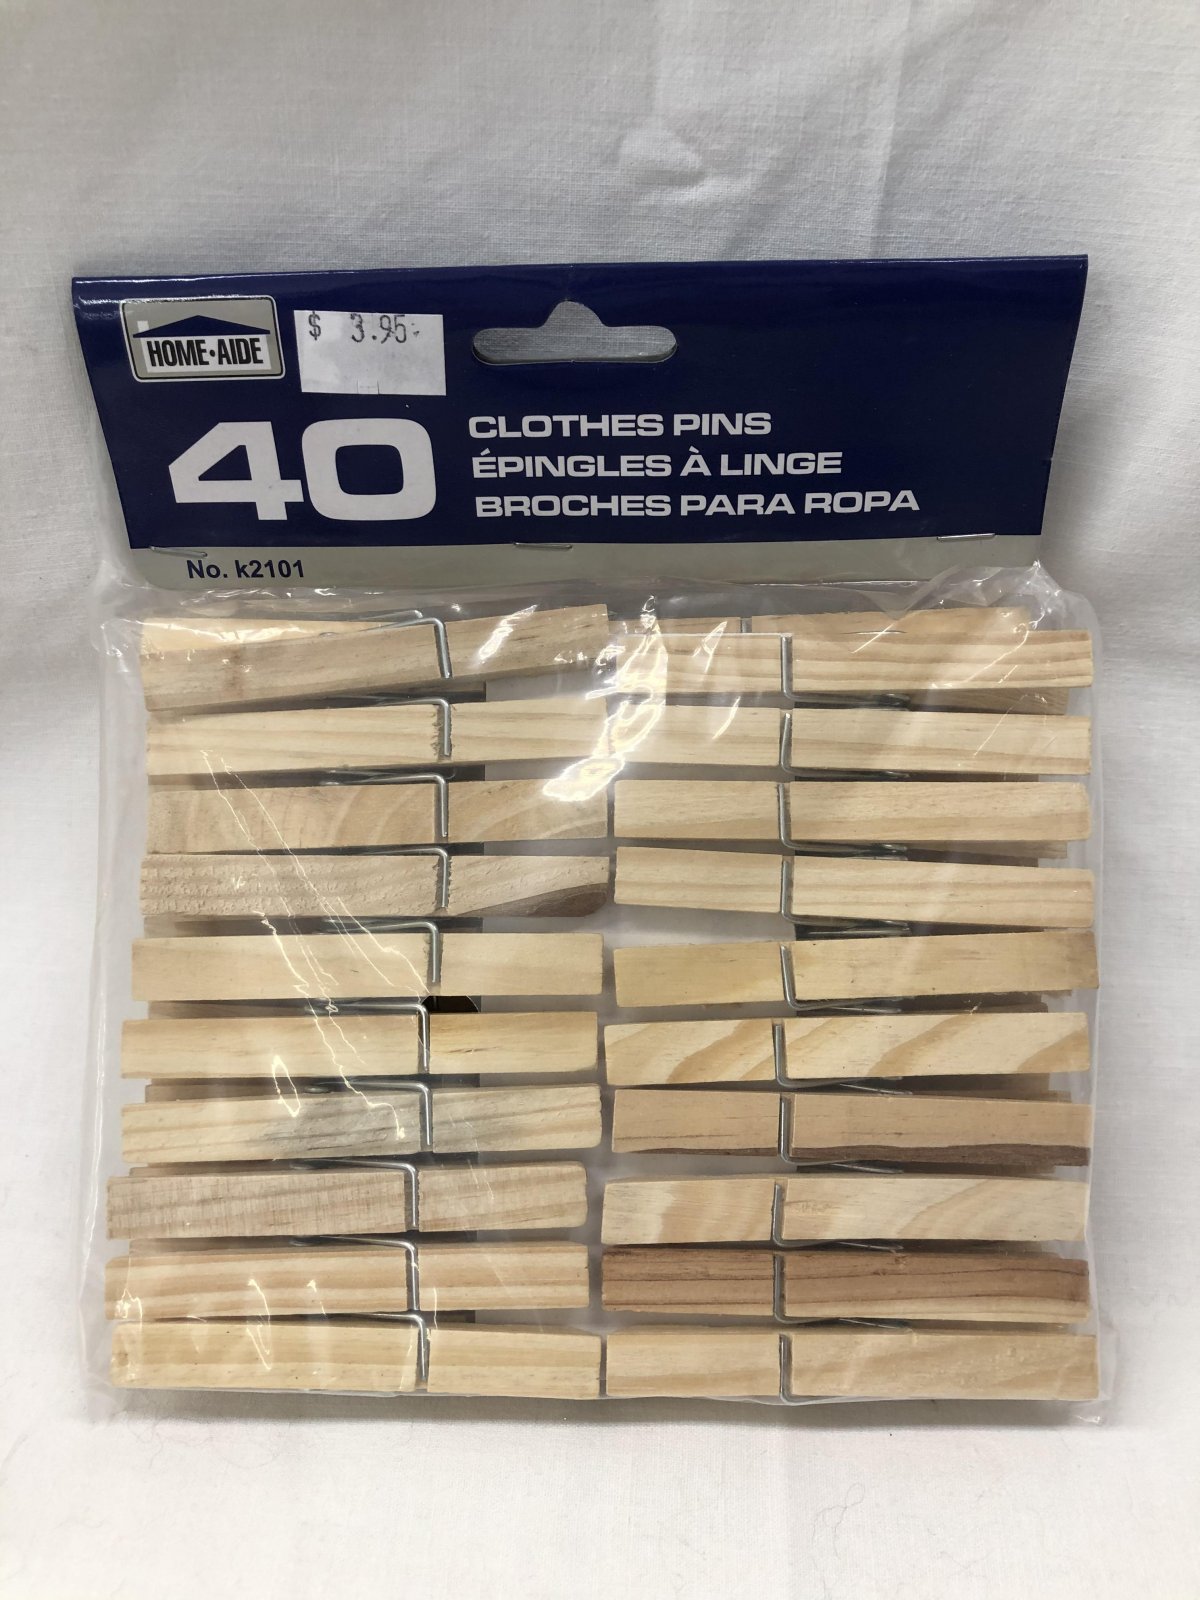 HOME·AIDE
$ 3.95
40
CLOTHES PINS
ÉPINGLES À LINGE
BROCHES PARA ROPA
No. k2101